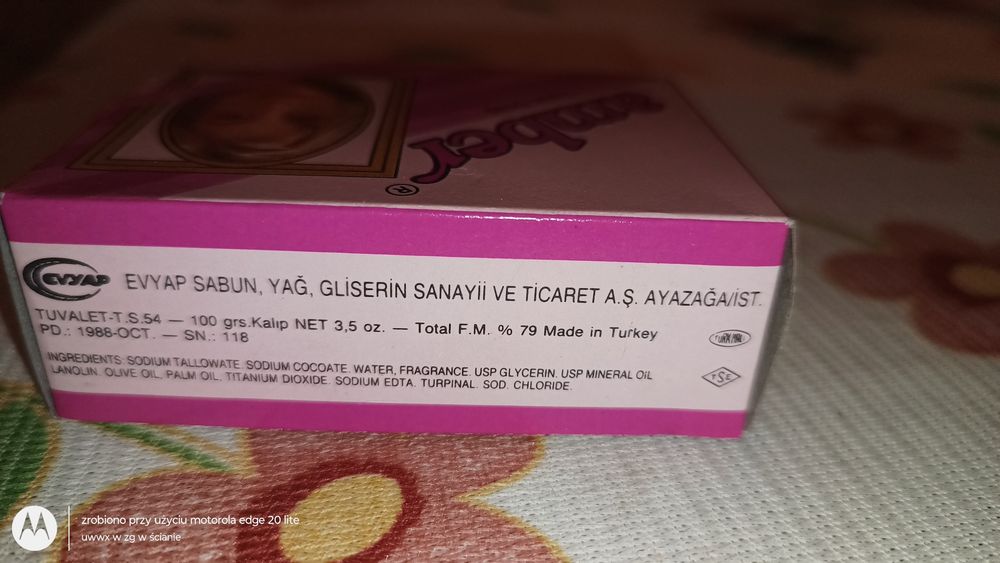 amber
®
EVYAP
EVYAP SABUN, YAĞ, GLİSERİN SANAYİİ VE TİCARET A.Ş. AYAZAĞA/İST.
TUVALET-T.S.54 — 100 grs.Kalıp NET 3,5 oz. — Total F.M. % 79 Made in Turkey
PD.: 1988-OCT. — SN.: 118
TÜRK MALI
INGREDIENTS: SODIUM TALLOWATE. SODIUM COCOATE. WATER, FRAGRANCE. USP GLYCERIN. USP MINERAL OIL
LANOLIN. OLIVE OIL. PALM OIL. TITANIUM DIOXIDE. SODIUM EDTA. TURPINAL. SOD. CHLORIDE.
TSE
zrobiono przy użyciu motorola edge 20 lite
uwwx w zg w ścianie